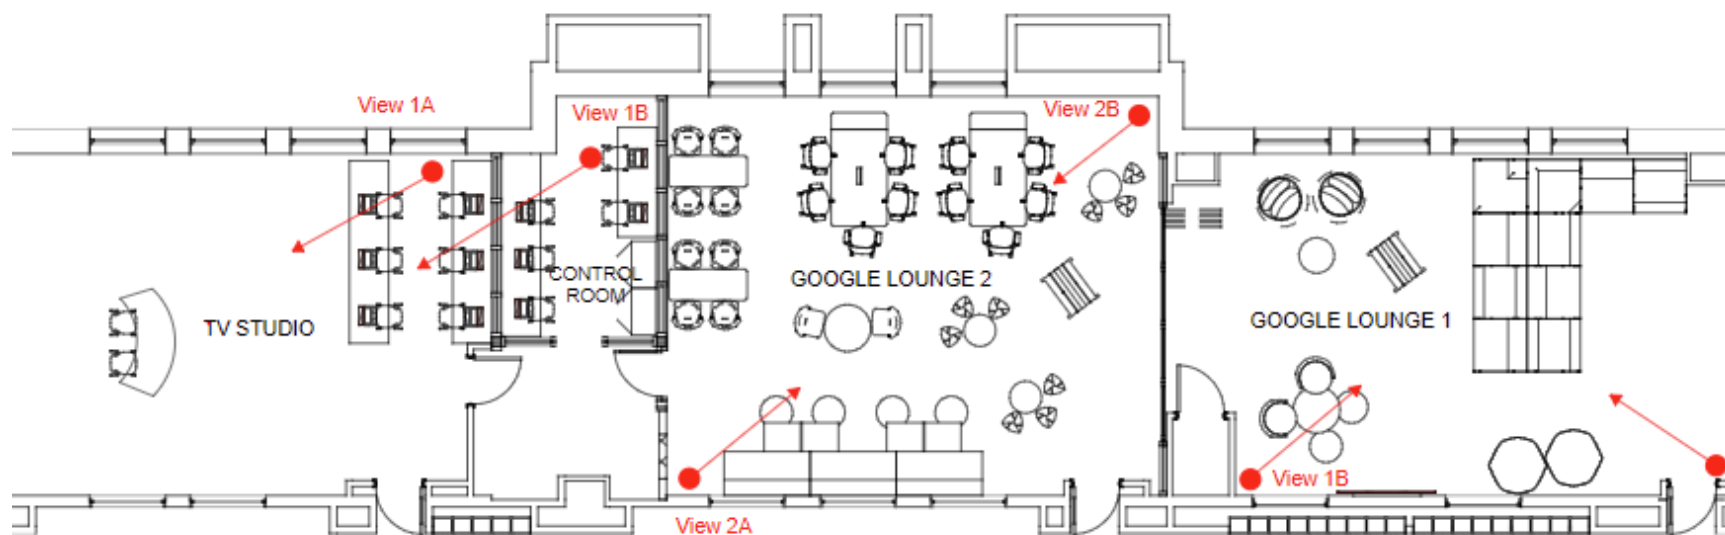 View 1A
View 1B
View 2B
CONTROL
ROOM
GOOGLE LOUNGE 2
TV STUDIO
GOOGLE LOUNGE 1
View 1B
View 2A